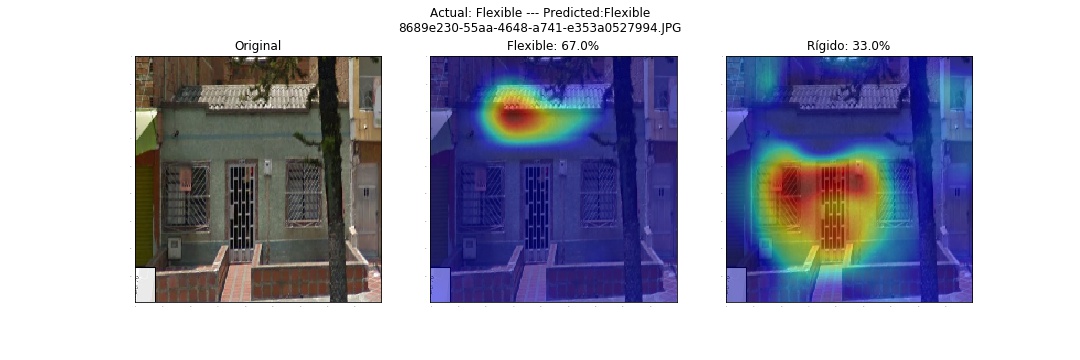 Actual: Flexible --- Predicted:Flexible
8689e230-55aa-4648-a741-e353a0527994.JPG
Original
Flexible: 67.0%
Rígido: 33.0%